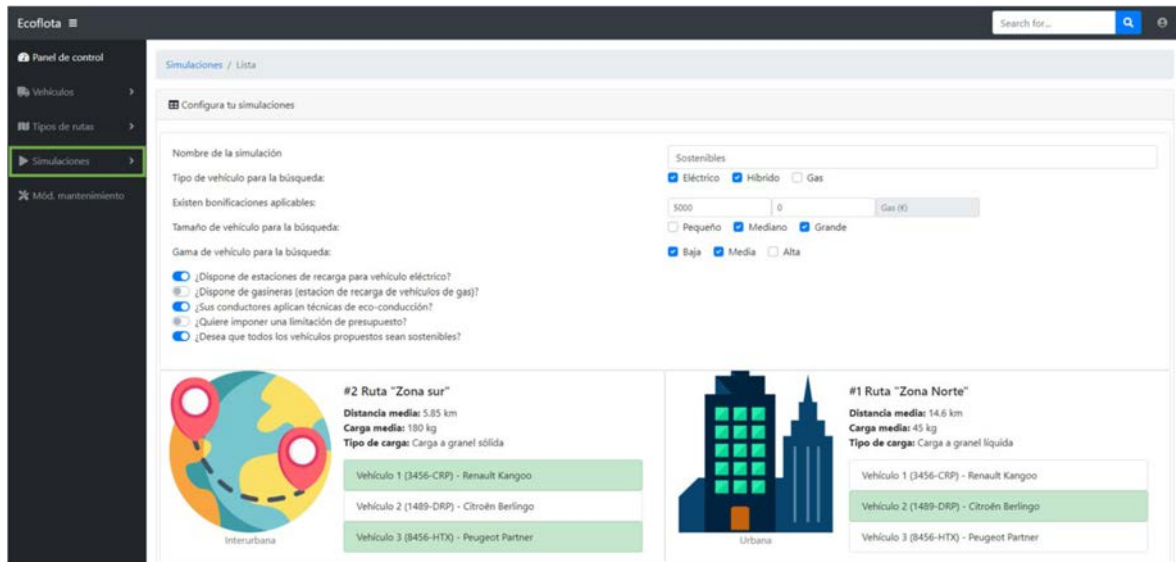 Ecoflota
Search for...
Panel de control
Vehículos
Tipos de rutas
Simulaciones
Mód. mantenimiento
Simulaciones / Lista
Configura tu simulaciones
Nombre de la simulación
Sostenibles
Tipo de vehículo para la búsqueda:
Eléctrico Híbrido Gas
Existen bonificaciones aplicables:
5000 0 Gas (€)
Tamaño de vehículo para la búsqueda:
Pequeño Mediano Grande
Gama de vehículo para la búsqueda:
Baja Media Alta
¿Dispone de estaciones de recarga para vehículo eléctrico?
¿Dispone de gasineras (estacion de recarga de vehículos de gas)?
¿Sus conductores aplican técnicas de eco-conducción?
¿Quiere imponer una limitación de presupuesto?
¿Desea que todos los vehículos propuestos sean sostenibles?
#2 Ruta "Zona sur"
Distancia media: 5.85 km
Carga media: 180 kg
Tipo de carga: Carga a granel sólida
Vehículo 1 (3456-CRP) - Renault Kangoo
Vehículo 2 (1489-DRP) - Citroën Berlingo
Vehículo 3 (8456-HTX) - Peugeot Partner
Interurbana
#1 Ruta "Zona Norte"
Distancia media: 14.6 km
Carga media: 45 kg
Tipo de carga: Carga a granel líquida
Vehículo 1 (3456-CRP) - Renault Kangoo
Vehículo 2 (1489-DRP) - Citroën Berlingo
Vehículo 3 (8456-HTX) - Peugeot Partner
Urbana